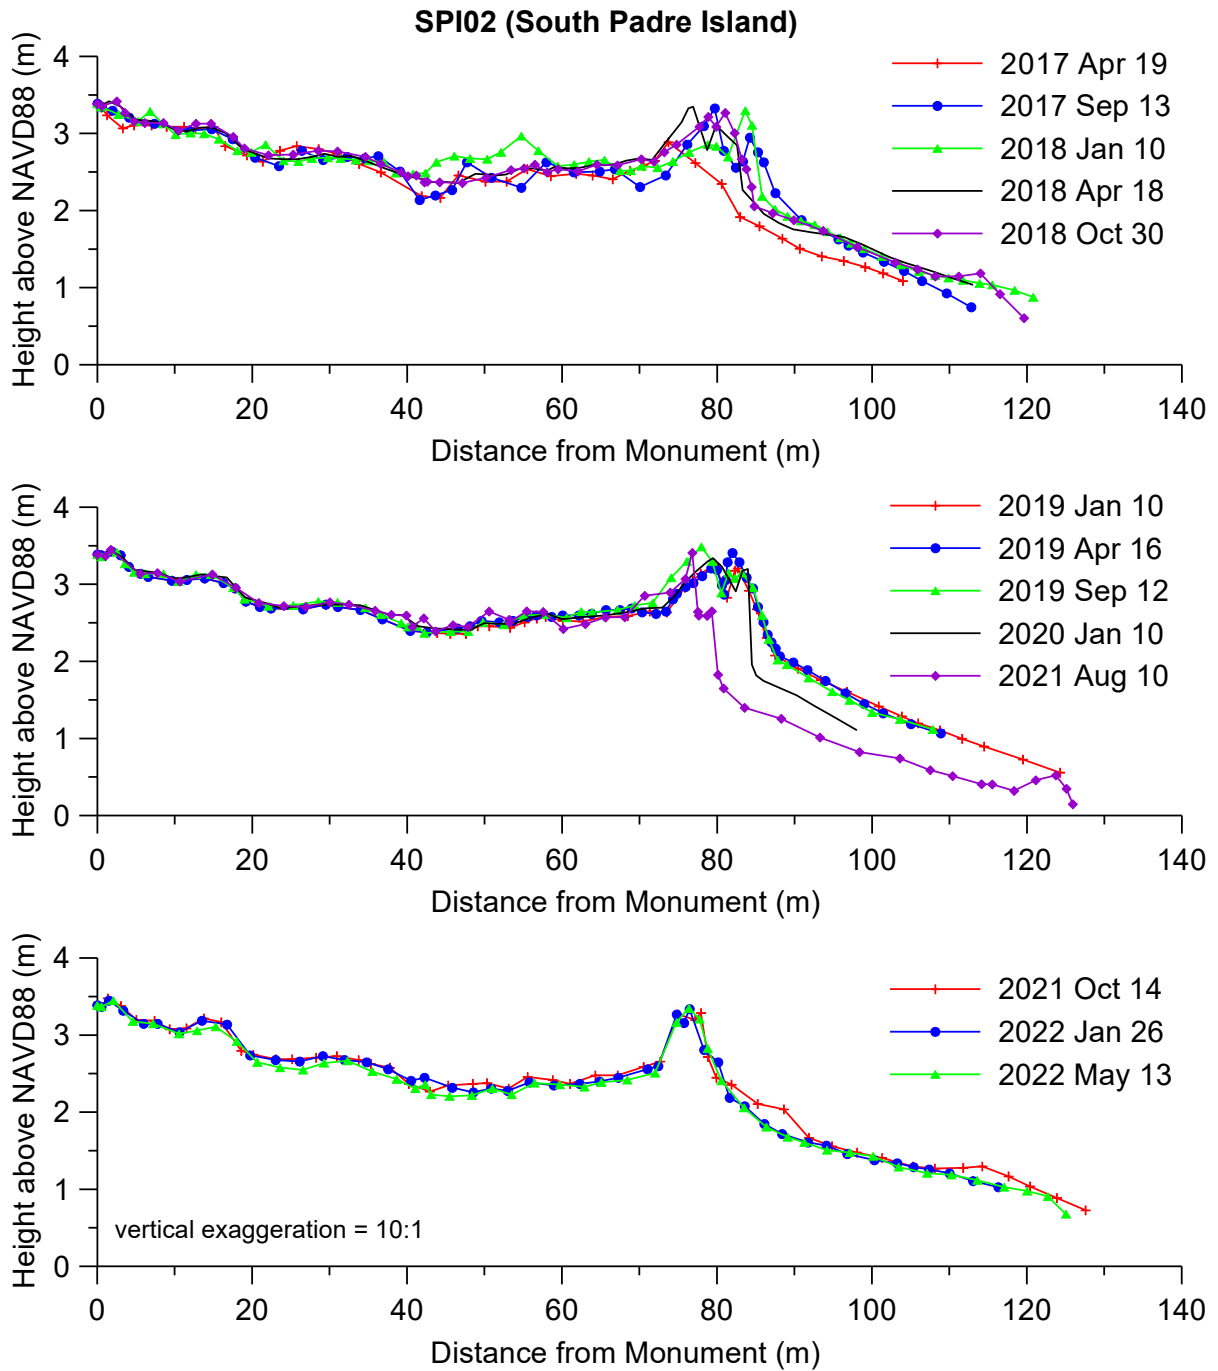 SPI02 (South Padre Island)
Height above NAVD88 (m)
4
3
2
1
0
2017 Apr 19
2017 Sep 13
2018 Jan 10
2018 Apr 18
2018 Oct 30
0 20 40 60 80 100 120 140
Distance from Monument (m)
Height above NAVD88 (m)
4
3
2
1
0
2019 Jan 10
2019 Apr 16
2019 Sep 12
2020 Jan 10
2021 Aug 10
0 20 40 60 80 100 120 140
Distance from Monument (m)
Height above NAVD88 (m)
4
3
2
1
0
2021 Oct 14
2022 Jan 26
2022 May 13
vertical exaggeration = 10:1
0 20 40 60 80 100 120 140
Distance from Monument (m)